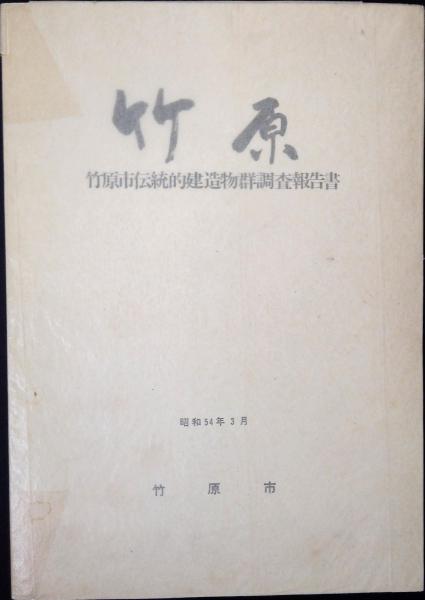 竹原
竹原市伝統的建造物群調査報告書
昭和54年3月
竹原市